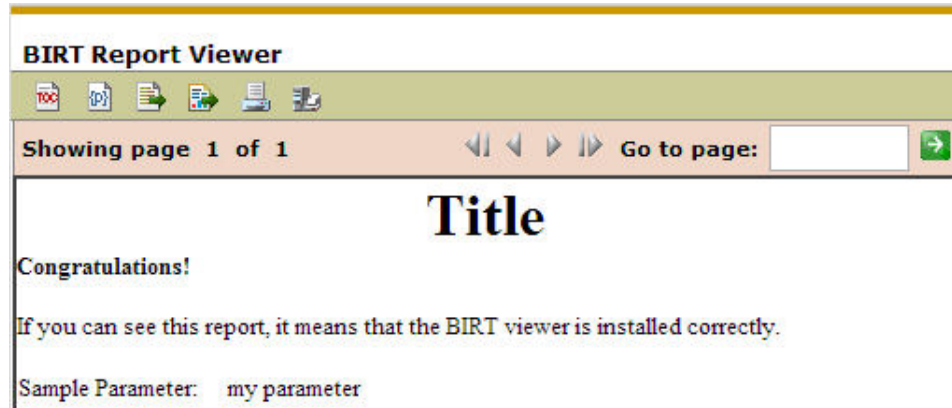 BIRT Report Viewer
TOC {p}
Showing page 1 of 1 Go to page:
Title
Congratulations!
If you can see this report, it means that the BIRT viewer is installed correctly.
Sample Parameter: my parameter